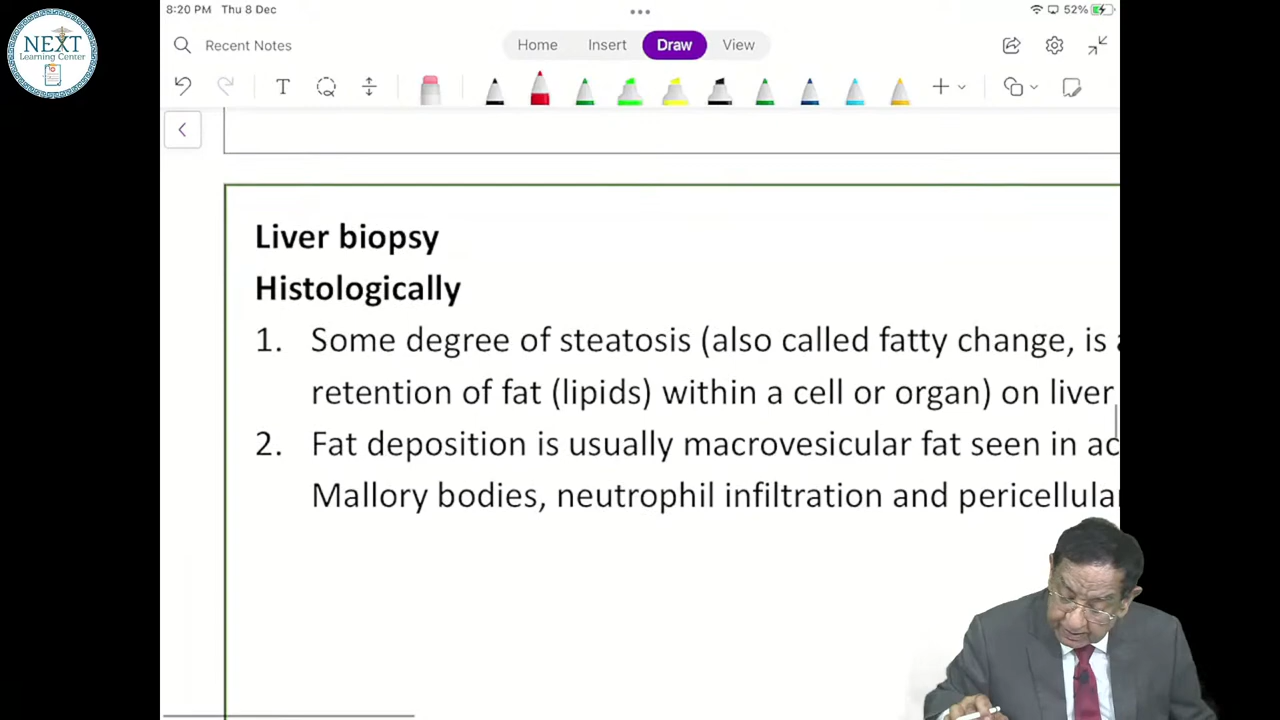 8:20 PM Thu 8 Dec
52%
NEXT
Learning Center
Recent Notes
Home Insert Draw View
T
Liver biopsy
Histologically
1. Some degree of steatosis (also called fatty change, is
retention of fat (lipids) within a cell or organ) on liver
2. Fat deposition is usually macrovesicular fat seen in ac
Mallory bodies, neutrophil infiltration and pericellular